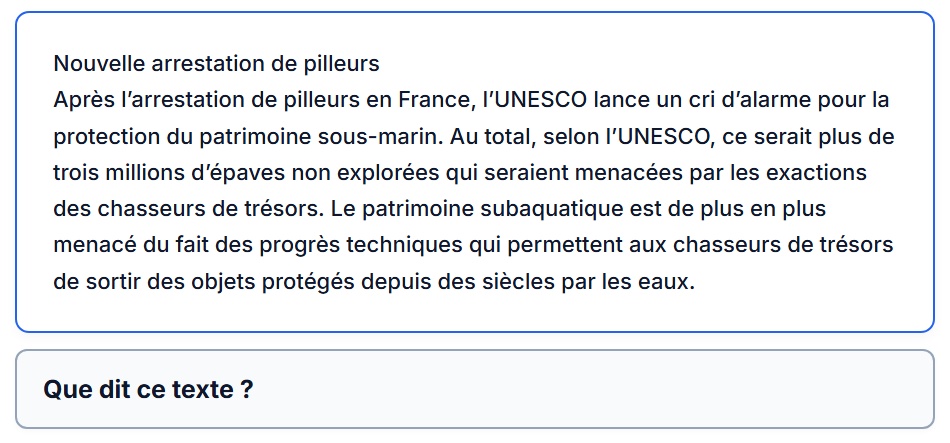 Nouvelle arrestation de pilleurs
Après l’arrestation de pilleurs en France, l’UNESCO lance un cri d’alarme pour la
protection du patrimoine sous-marin. Au total, selon l’UNESCO, ce serait plus de
trois millions d’épaves non explorées qui seraient menacées par les exactions
des chasseurs de trésors. Le patrimoine subaquatique est de plus en plus
menacé du fait des progrès techniques qui permettent aux chasseurs de trésors
de sortir des objets protégés depuis des siècles par les eaux.
Que dit ce texte ?